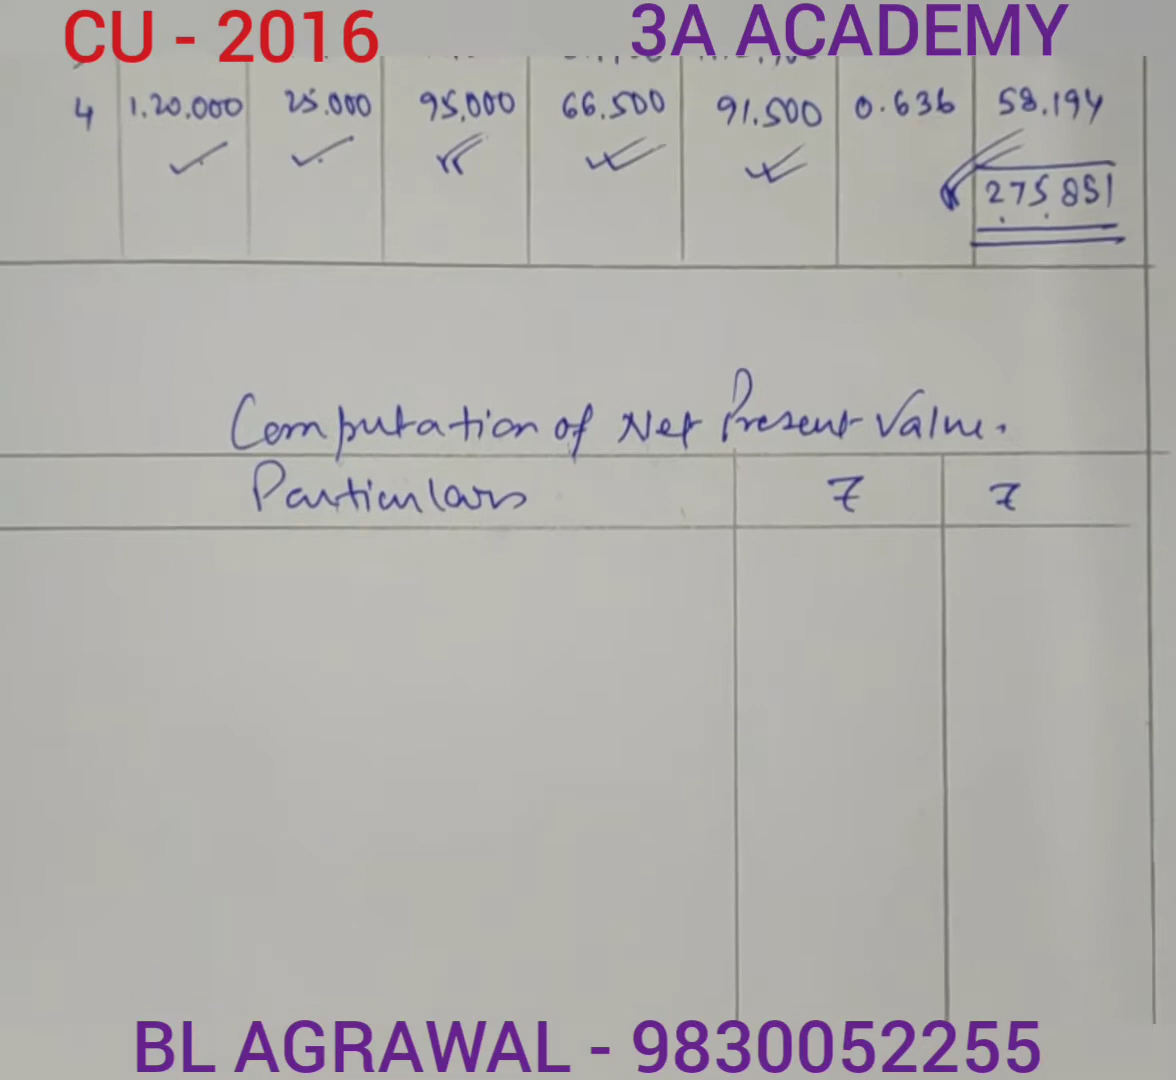 CU - 2016 3A ACADEMY
4 1.20.000 25.000 95,000 66.500 91.500 0.636 58.194
275.851
Computation of Net Present Value.
Particulars ₹ ₹
BL AGRAWAL - 9830052255